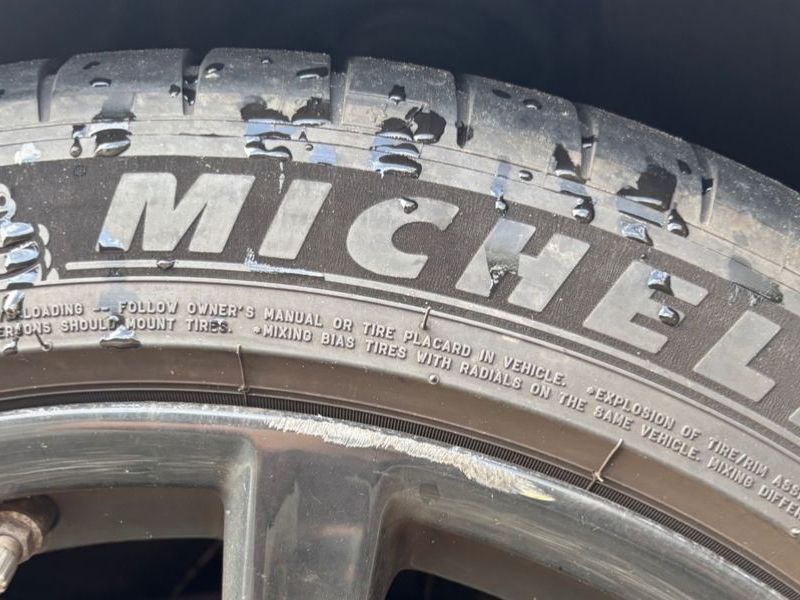 MICHEL
LOADING -- FOLLOW OWNER'S MANUAL OR TIRE PLACARD IN VEHICLE. •EXPLOSION OF TIRE/RIM ASS
SHOULD MOUNT TIRES. •MIXING BIAS TIRES WITH RADIALS ON THE SAME VEHICLE. MIXING DIFFE